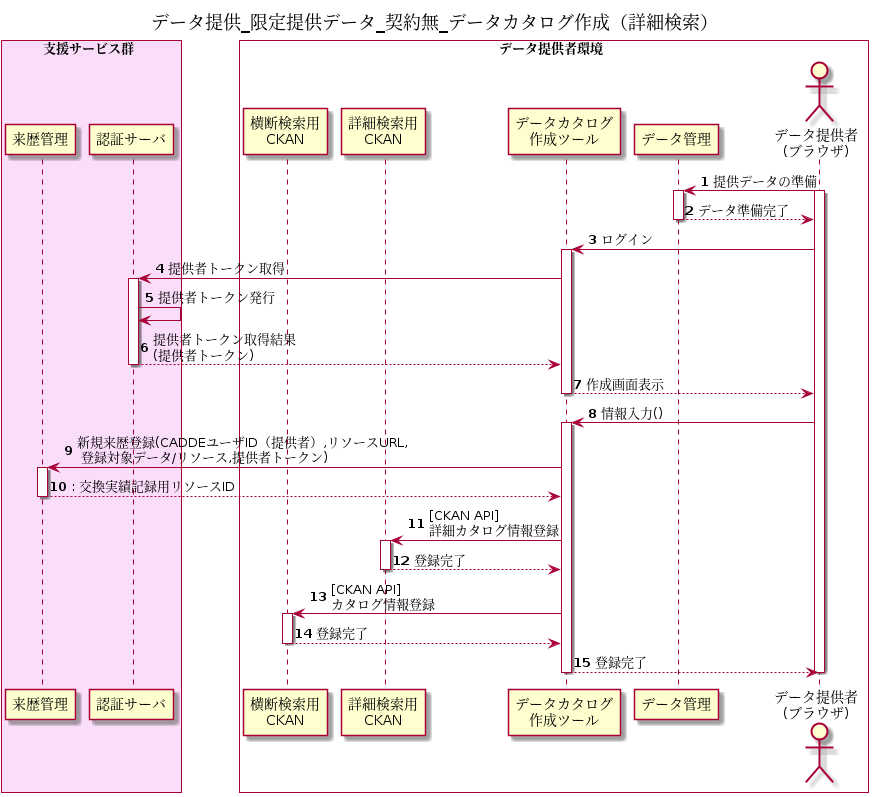 データ提供_限定提供データ_契約無_データカタログ作成（詳細検索）
支援サービス群
データ提供者環境
来歴管理
認証サーバ
横断検索用
CKAN
詳細検索用
CKAN
データカタログ
作成ツール
データ管理
データ提供者
（ブラウザ）
1 提供データの準備
2 データ準備完了
3 ログイン
4 提供者トークン取得
5 提供者トークン発行
6 提供者トークン取得結果
(提供者トークン)
7 作成画面表示
8 情報入力()
9 新規来歴登録(CADDEユーザID（提供者）,リソースURL,
登録対象データ/リソース,提供者トークン)
10 : 交換実績記録用リソースID
11 [CKAN API]
詳細カタログ情報登録
12 登録完了
13 [CKAN API]
カタログ情報登録
14 登録完了
15 登録完了
来歴管理
認証サーバ
横断検索用
CKAN
詳細検索用
CKAN
データカタログ
作成ツール
データ管理
データ提供者
（ブラウザ）